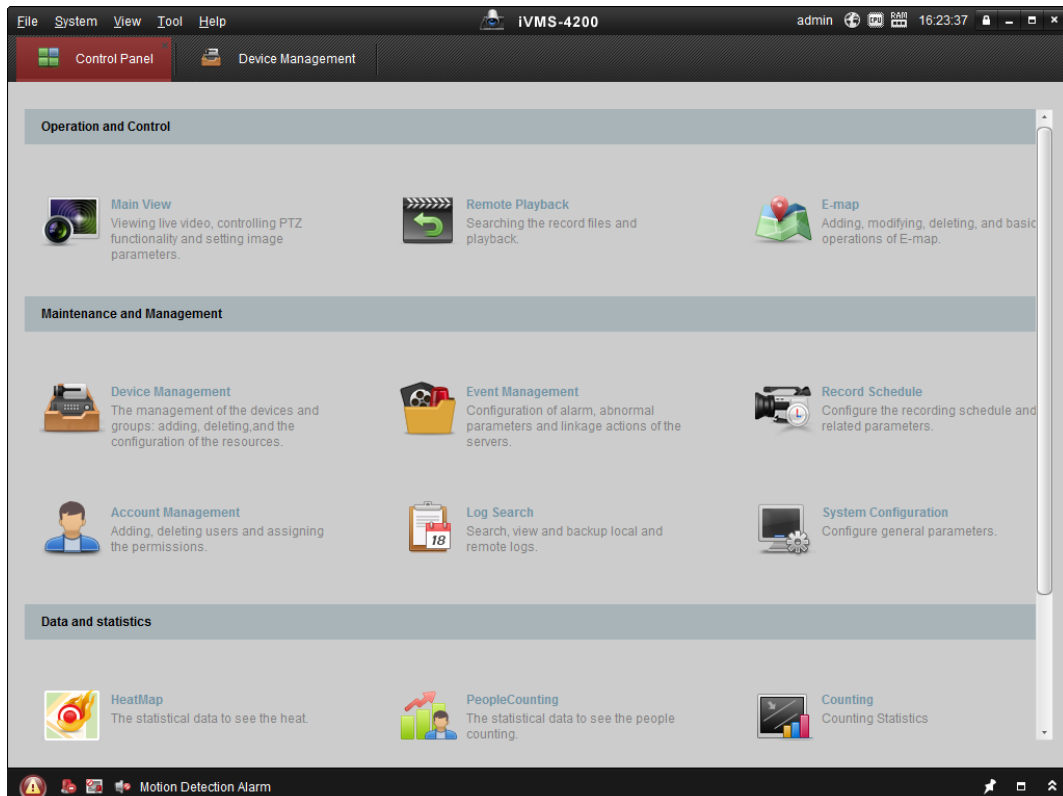 File System View Tool Help
iVMS-4200
admin CPU RAM 16:23:37
Control Panel
Device Management
Operation and Control
Main View
Viewing live video, controlling PTZ
functionality and setting image
parameters.
Remote Playback
Searching the record files and
playback.
E-map
Adding, modifying, deleting, and basic
operations of E-map.
Maintenance and Management
Device Management
The management of the devices and
groups: adding, deleting,and the
configuration of the resources.
Event Management
Configuration of alarm, abnormal
parameters and linkage actions of the
servers.
Record Schedule
Configure the recording schedule and
related parameters.
Account Management
Adding, deleting users and assigning
the permissions.
18
Log Search
Search, view and backup local and
remote logs.
System Configuration
Configure general parameters.
Data and statistics
HeatMap
The statistical data to see the heat.
PeopleCounting
The statistical data to see the people
counting.
Counting
Counting Statistics
Motion Detection Alarm